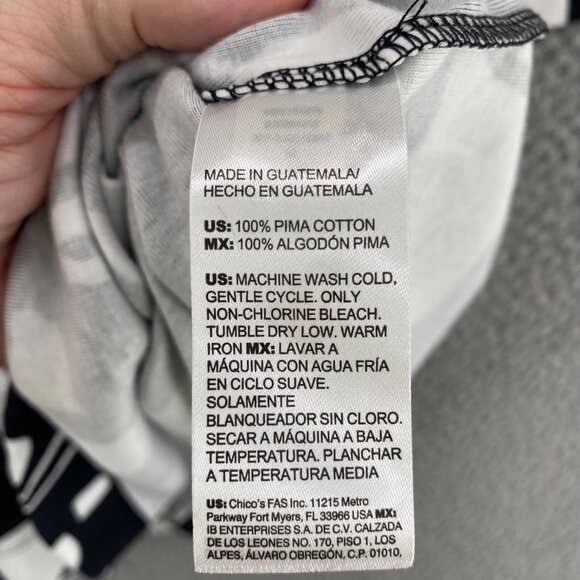 MADE IN GUATEMALA/
HECHO EN GUATEMALA
US: 100% PIMA COTTON
MX: 100% ALGODÓN PIMA
US: MACHINE WASH COLD,
GENTLE CYCLE. ONLY
NON-CHLORINE BLEACH.
TUMBLE DRY LOW. WARM
IRON MX: LAVAR A
MÁQUINA CON AGUA FRÍA
EN CICLO SUAVE.
SOLAMENTE
BLANQUEADOR SIN CLORO.
SECAR A MÁQUINA A BAJA
TEMPERATURA. PLANCHAR
A TEMPERATURA MEDIA
US: Chico's FAS Inc. 11215 Metro
Parkway Fort Myers, FL 33966 USA MX:
IB ENTERPRISES S.A. DE C.V. CALZADA
DE LOS LEONES NO. 170, PISO 1, LOS
ALPES, ÁLVARO OBREGÓN, C.P. 01010,